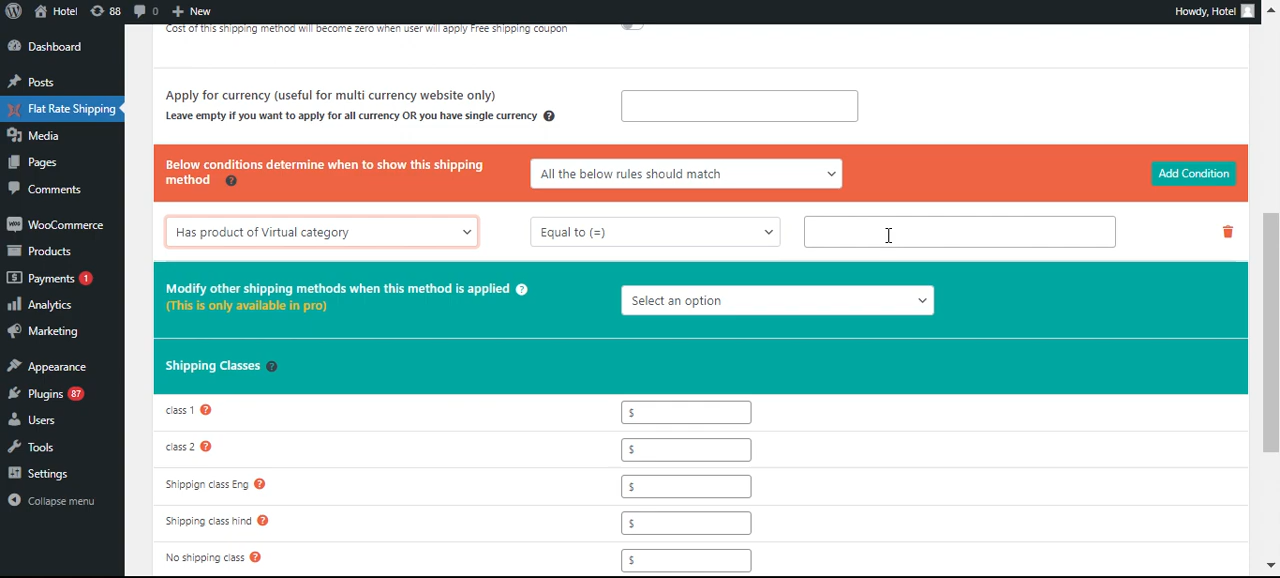 Hotel 88 0 New Howdy, Hotel
Cost of this shipping method will become zero when user will apply Free shipping coupon
Dashboard
Posts
Flat Rate Shipping
Media
Pages
Comments
WooCommerce
Products
Payments 1
Analytics
Marketing
Appearance
Plugins 87
Users
Tools
Settings
Collapse menu
Apply for currency (useful for multi currency website only)
Leave empty if you want to apply for all currency OR you have single currency ?
Below conditions determine when to show this shipping
method ?
All the below rules should match
Add Condition
Has product of Virtual category
Equal to (=)
Modify other shipping methods when this method is applied ?
(This is only available in pro)
Select an option
Shipping Classes ?
class 1 ? $
class 2 ? $
Shippign class Eng ? $
Shipping class hind ? $
No shipping class ? $